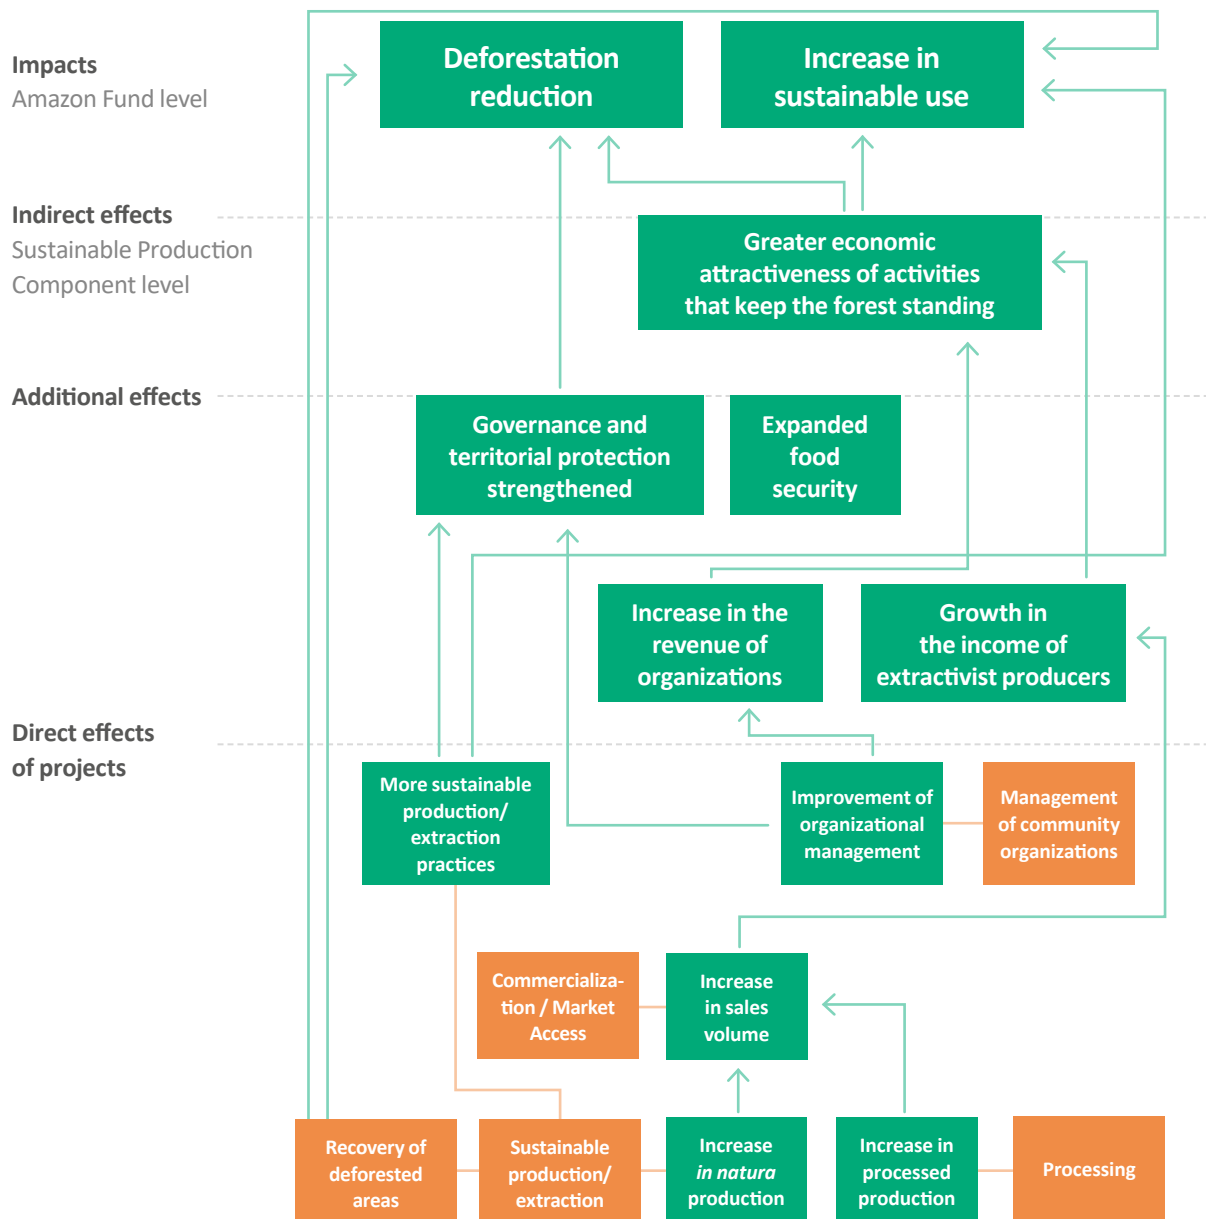 Impacts
Amazon Fund level
Deforestation
reduction
Increase in
sustainable use
Indirect effects
Sustainable Production
Component level
Greater economic
attractiveness of activities
that keep the forest standing
Additional effects
Governance and
territorial protection
strengthened
Expanded
food
security
Increase in the
revenue of
organizations
Growth in
the income of
extractivist producers
Direct effects
of projects
More sustainable
production/
extraction
practices
Improvement of
organizational
management
Management
of community
organizations
Commercializa-
tion / Market
Access
Increase
in sales
volume
Recovery of
deforested
areas
Sustainable
production/
extraction
Increase
in natura
production
Increase in
processed
production
Processing